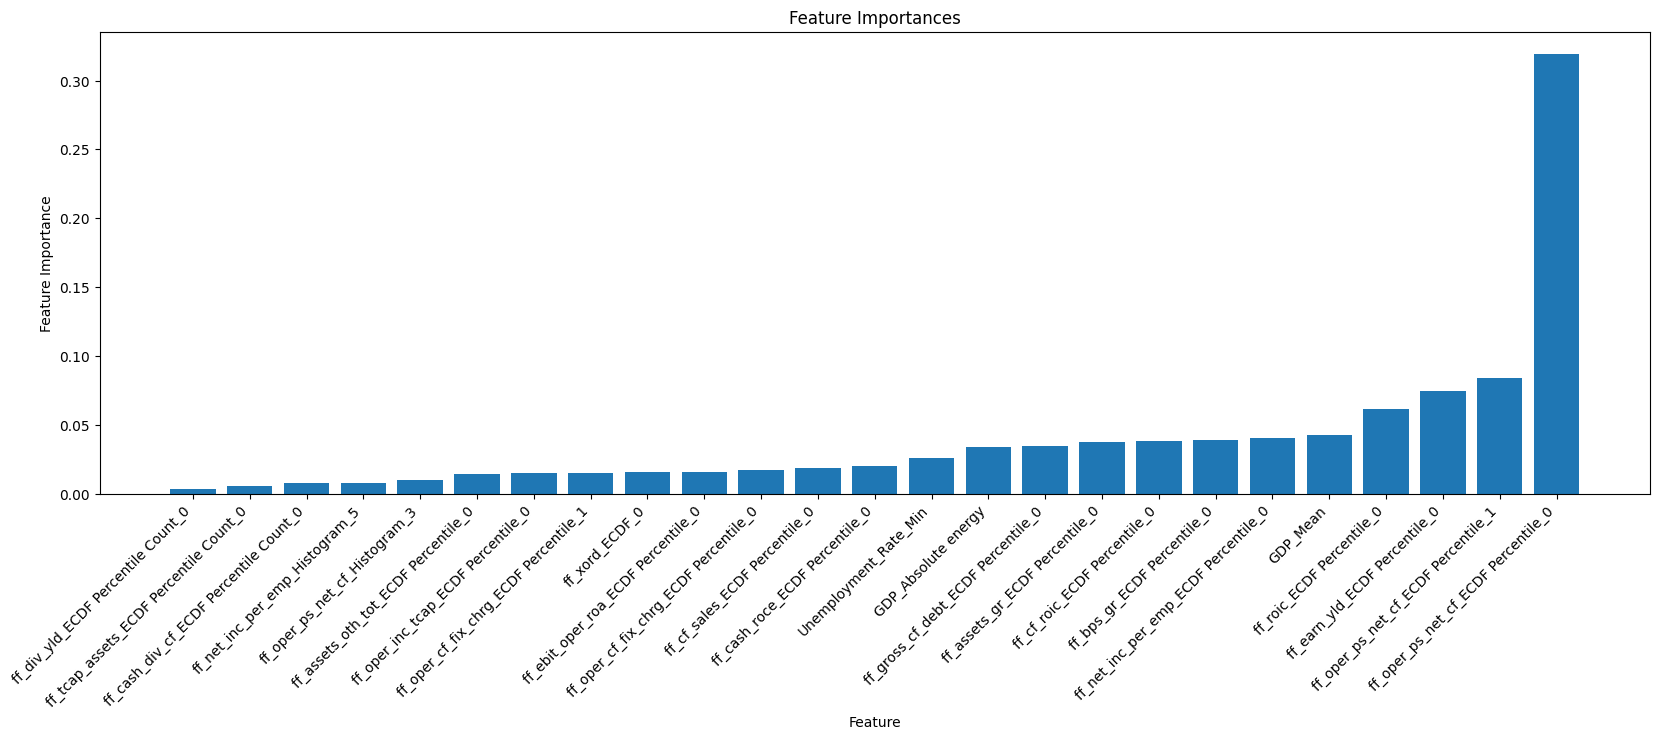 Feature Importances
Feature Importance
0.30
0.25
0.20
0.15
0.10
0.05
0.00
ff_div_yld_ECDF Percentile Count_0
ff_tcap_assets_ECDF Percentile Count_0
ff_cash_div_cf_ECDF Percentile Count_0
ff_net_inc_per_emp_Histogram_5
ff_oper_ps_net_cf_Histogram_3
ff_assets_oth_tot_ECDF Percentile_0
ff_oper_inc_tcap_ECDF Percentile_0
ff_oper_cf_fix_chrg_ECDF Percentile_1
ff_xord_ECDF_0
ff_ebit_oper_roa_ECDF Percentile_0
ff_oper_cf_fix_chrg_ECDF Percentile_0
ff_cf_sales_ECDF Percentile_0
ff_cash_roce_ECDF Percentile_0
Unemployment_Rate_Min
GDP_Absolute energy
ff_gross_cf_debt_ECDF Percentile_0
ff_assets_gr_ECDF Percentile_0
ff_cf_roic_ECDF Percentile_0
ff_bps_gr_ECDF Percentile_0
ff_net_inc_per_emp_ECDF Percentile_0
GDP_Mean
ff_roic_ECDF Percentile_0
ff_earn_yld_ECDF Percentile_0
ff_oper_ps_net_cf_ECDF Percentile_1
ff_oper_ps_net_cf_ECDF Percentile_0
Feature